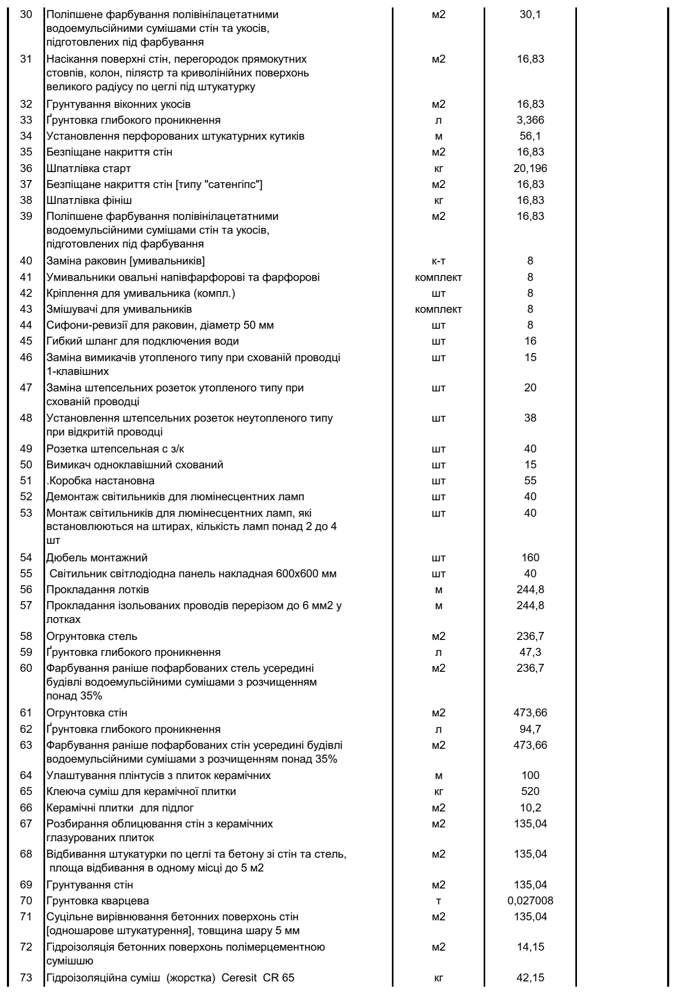 30 Поліпшене фарбування полівінілацетатними м2 30,1
водоемульсійними сумішами стін та укосів,
підготовлених під фарбування
31 Насікання поверхні стін, перегородок прямокутних м2 16,83
стовпів, колон, пілястр та криволінійних поверхонь
великого радіусу по цеглі під штукатурку
32 Грунтування віконних укосів м2 16,83
33 Ґрунтовка глибокого проникнення л 3,366
34 Установлення перфорованих штукатурних кутиків м 56,1
35 Безпіщане накриття стін м2 16,83
36 Шпатлівка старт кг 20,196
37 Безпіщане накриття стін [типу "сатенгіпс"] м2 16,83
38 Шпатлівка фініш кг 16,83
39 Поліпшене фарбування полівінілацетатними м2 16,83
водоемульсійними сумішами стін та укосів,
підготовлених під фарбування
40 Заміна раковин [умивальників] к-т 8
41 Умивальники овальні напівфарфорові та фарфорові комплект 8
42 Кріплення для умивальника (компл.) шт 8
43 Змішувачі для умивальників комплект 8
44 Сифони-ревизії для раковин, діаметр 50 мм шт 8
45 Гибкий шланг для подключення води шт 16
46 Заміна вимикачів утопленого типу при схованій проводці шт 15
1-клавішних
47 Заміна штепсельних розеток утопленого типу при шт 20
схованій проводці
48 Установлення штепсельних розеток неутопленого типу шт 38
при відкритій проводці
49 Розетка штепсельная с з/к шт 40
50 Вимикач одноклавішний схований шт 15
51 .Коробка настановна шт 55
52 Демонтаж світильників для люмінесцентних ламп шт 40
53 Монтаж світильників для люмінесцентних ламп, які шт 40
встановлюються на штирах, кількість ламп понад 2 до 4
шт
54 Дюбель монтажний шт 160
55 Світильник світлодіодна панель накладная 600х600 мм шт 40
56 Прокладання лотків м 244,8
57 Прокладання ізольованих проводів перерізом до 6 мм2 у м 244,8
лотках
58 Огрунтовка стель м2 236,7
59 Ґрунтовка глибокого проникнення л 47,3
60 Фарбування раніше пофарбованих стель усередині м2 236,7
будівлі водоемульсійними сумішами з розчищенням
понад 35%
61 Огрунтовка стін м2 473,66
62 Ґрунтовка глибокого проникнення л 94,7
63 Фарбування раніше пофарбованих стін усередині будівлі м2 473,66
водоемульсійними сумішами з розчищенням понад 35%
64 Улаштування плінтусів з плиток керамічних м 100
65 Клеюча суміш для керамічної плитки кг 520
66 Керамічні плитки  для підлог м2 10,2
67 Розбирання облицювання стін з керамічних м2 135,04
глазурованих плиток
68 Відбивання штукатурки по цеглі та бетону зі стін та стель, м2 135,04
площа відбивання в одному місці до 5 м2
69 Грунтування стін м2 135,04
70 Грунтовка кварцева т 0,027008
71 Суцільне вирівнювання бетонних поверхонь стін м2 135,04
[одношарове штукатурення], товщина шару 5 мм
72 Гідроізоляція бетонних поверхонь полімерцементною м2 14,15
сумішшю
73 Гідроізоляційна суміш  (жорстка)  Ceresit  CR 65 кг 42,15